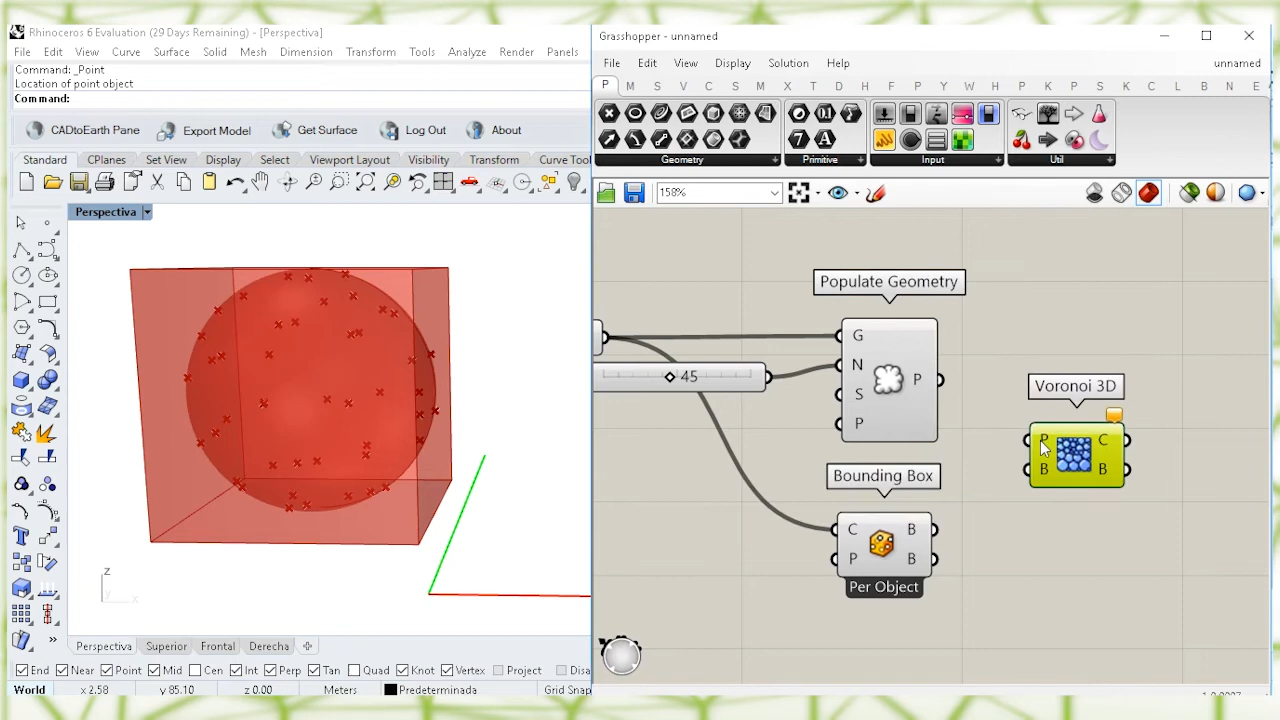 Rhinoceros 6 Evaluation (29 Days Remaining) - [Perspectiva]
File Edit View Curve Surface Solid Mesh Dimension Transform Tools Analyze Render Panels
Command: _Point
Location of point object
Command:
CADtoEarth Pane Export Model Get Surface Log Out About
Standard CPlanes Set View Display Select Viewport Layout Visibility Transform Curve Tool
Perspectiva
z
y
x
Perspectiva Superior Frontal Derecha
End Near Point Mid Cen Int Perp Tan Quad Knot Vertex Project Disa
World x 2.58 y 85.10 z 0.00 Meters Predeterminada Grid Snap
Grasshopper - unnamed
File Edit View Display Solution Help unnamed
P M S V C S M I T X D H F A W L H P K P S K C L B N E
Geometry Primitive Input Util
158%
Populate Geometry
G
N
S
P
P
45
Voronoi 3D
P C
B B
Bounding Box
C B
P B
Per Object